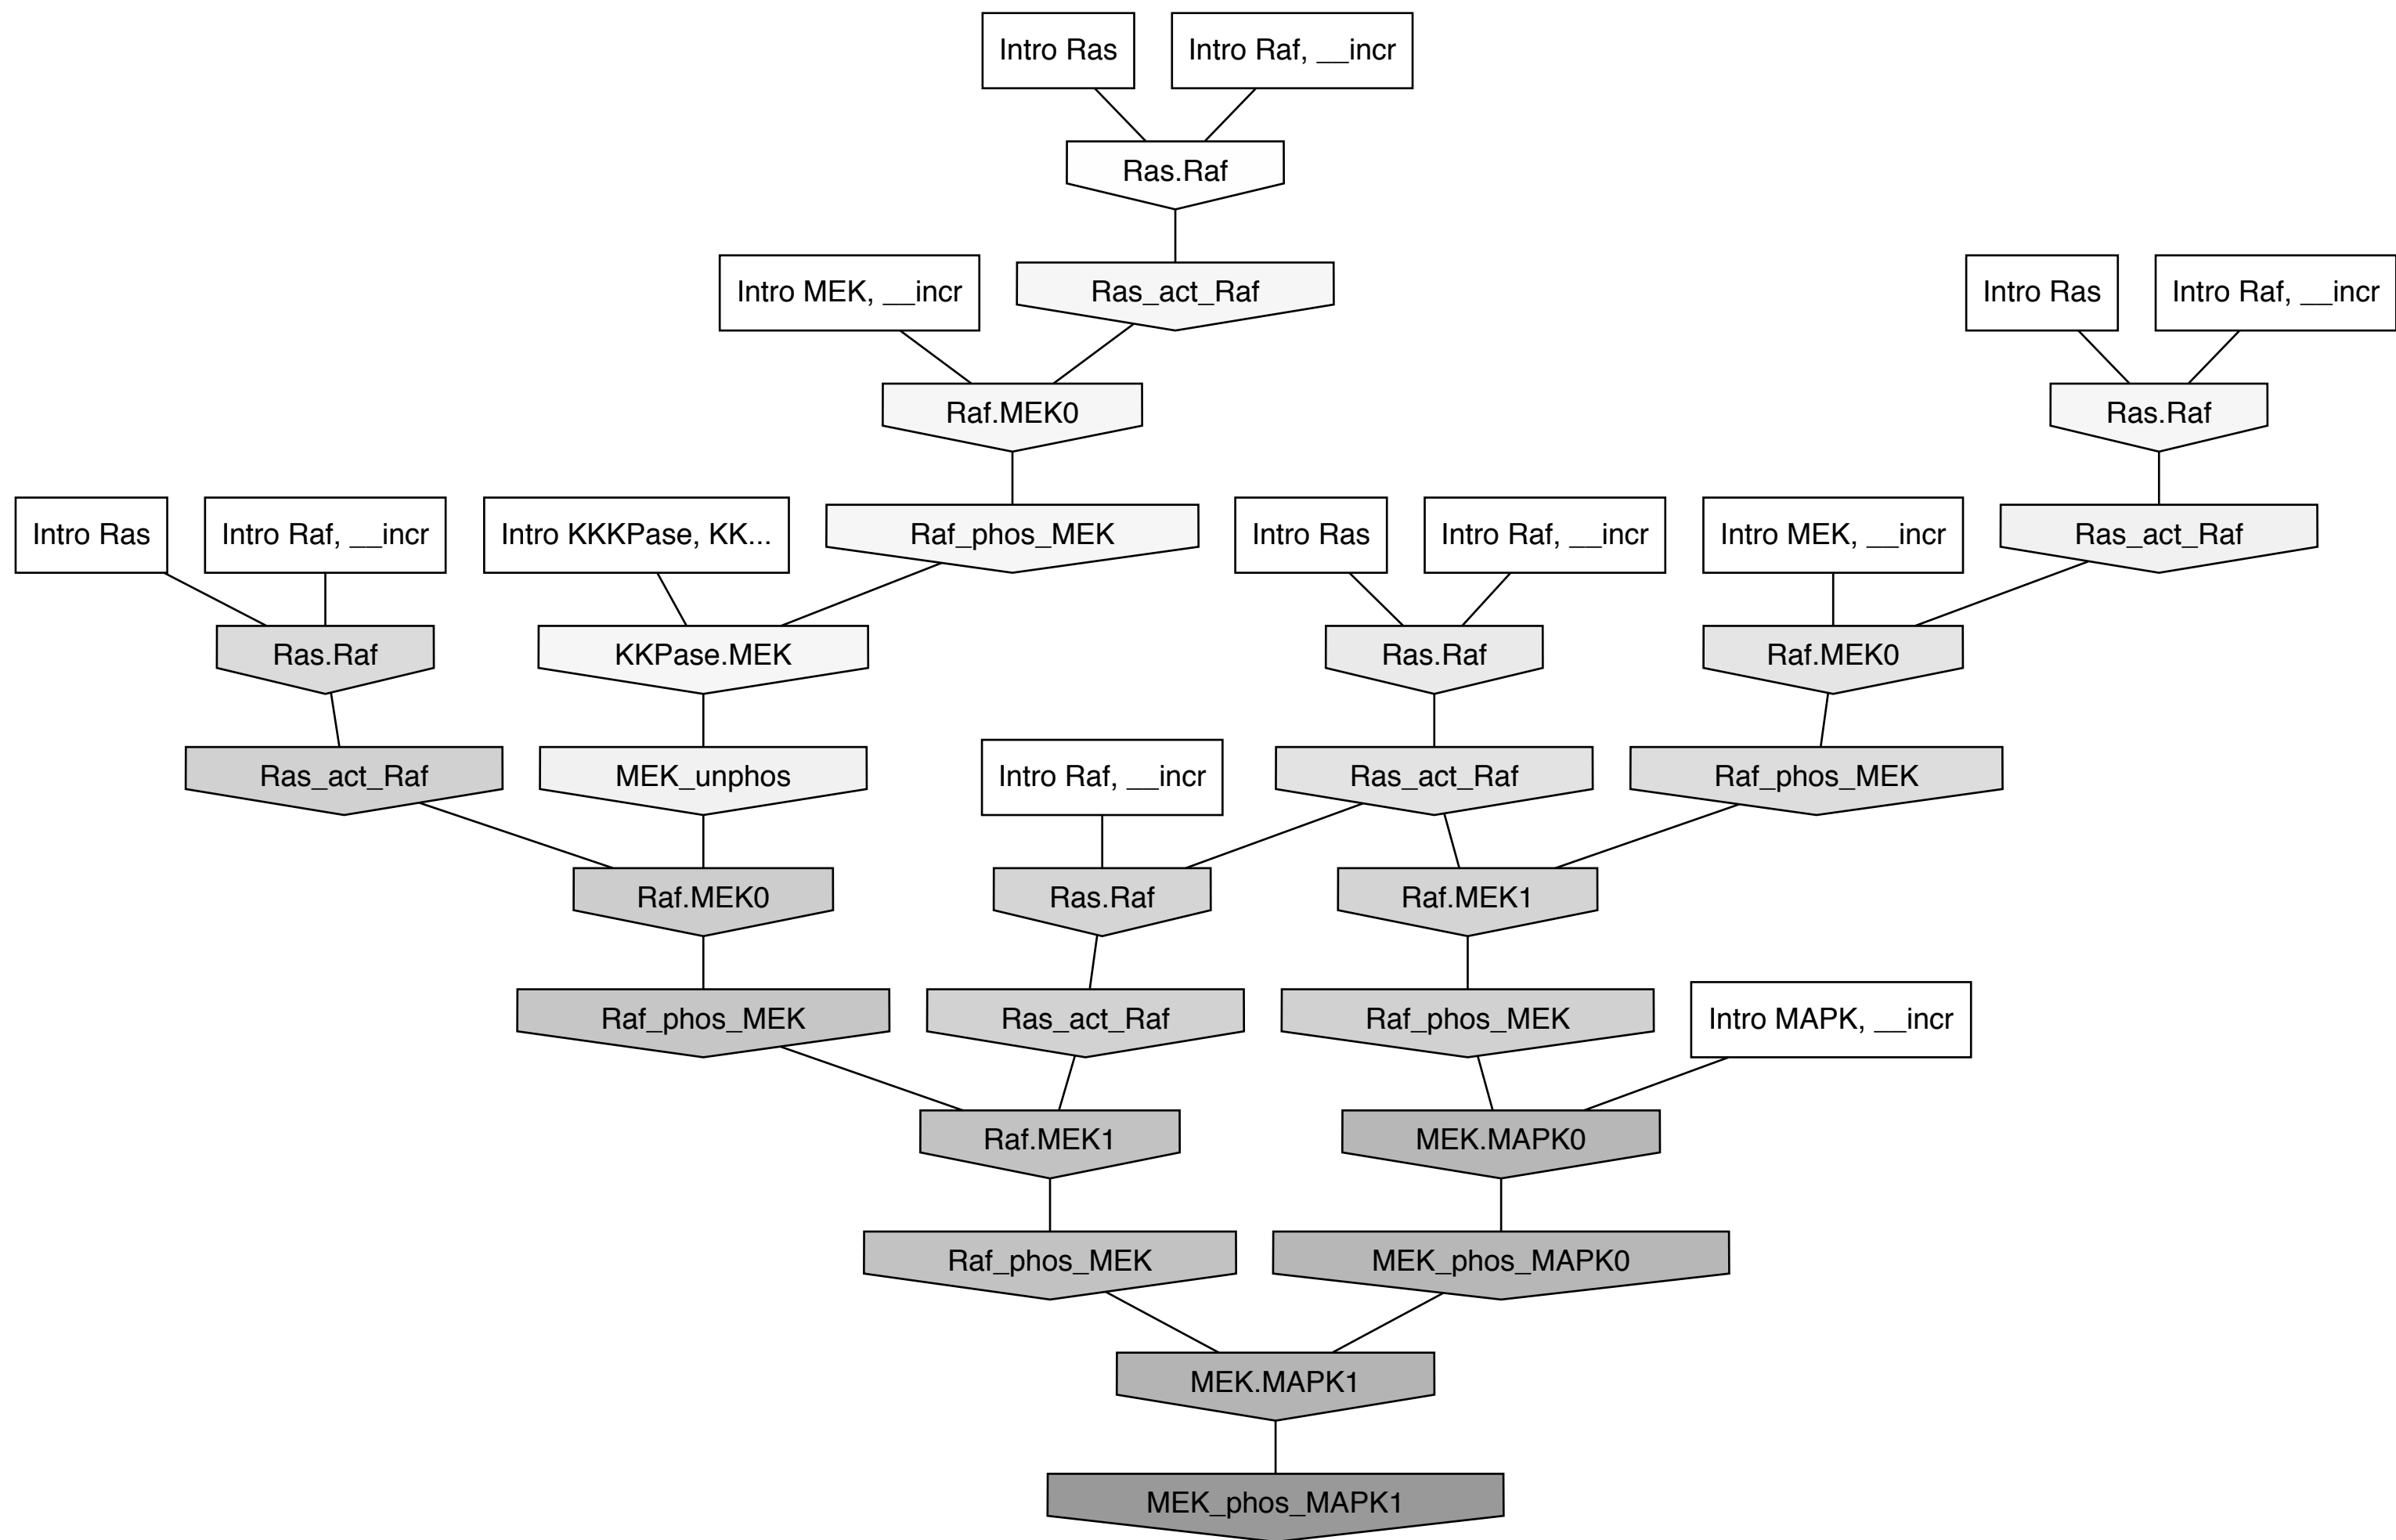 Intro Ras
Intro Raf, __incr
Ras.Raf
Intro MEK, __incr
Ras_act_Raf
Intro Ras
Intro Raf, __incr
Raf.MEK0
Ras.Raf
Intro Ras
Intro Raf, __incr
Intro KKKPase, KK...
Raf_phos_MEK
Intro Ras
Intro Raf, __incr
Intro MEK, __incr
Ras_act_Raf
Ras.Raf
KKPase.MEK
Ras.Raf
Raf.MEK0
Ras_act_Raf
MEK_unphos
Intro Raf, __incr
Ras_act_Raf
Raf_phos_MEK
Raf.MEK0
Ras.Raf
Raf.MEK1
Raf_phos_MEK
Ras_act_Raf
Raf_phos_MEK
Intro MAPK, __incr
Raf.MEK1
MEK.MAPK0
Raf_phos_MEK
MEK_phos_MAPK0
MEK.MAPK1
MEK_phos_MAPK1